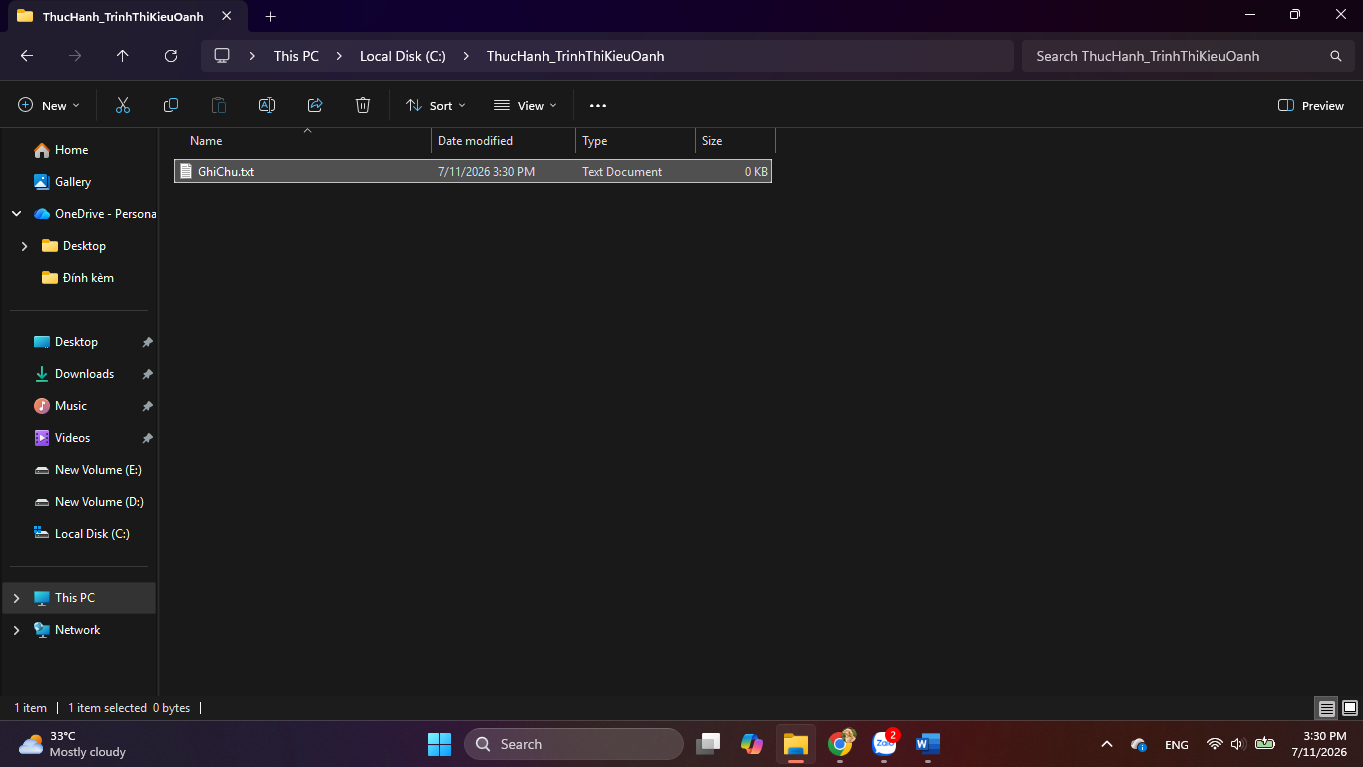 ThucHanh_TrinhThiKieuOanh
This PC Local Disk (C:) ThucHanh_TrinhThiKieuOanh Search ThucHanh_TrinhThiKieuOanh
New Sort View Preview
Name Date modified Type Size
GhiChu.txt 7/11/2026 3:30 PM Text Document 0 KB
Home
Gallery
OneDrive - Persona
Desktop
Đính kèm
Desktop
Downloads
Music
Videos
New Volume (E:)
New Volume (D:)
Local Disk (C:)
This PC
Network
1 item 1 item selected 0 bytes
33°C
Mostly cloudy
Search
Zalo
2
ENG
3:30 PM
7/11/2026